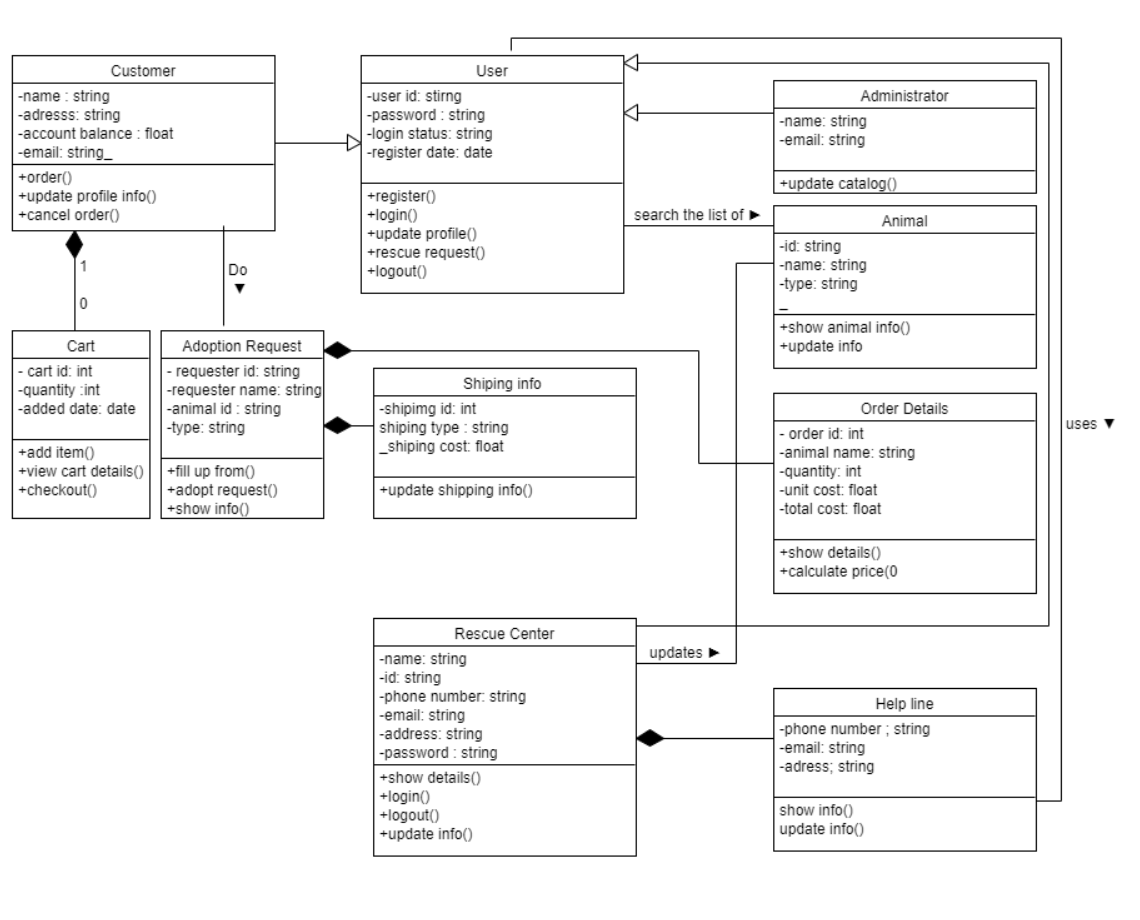 Customer
-name : string
-adresss: string
-account balance : float
-email: string_
+order()
+update profile info()
+cancel order()
User
-user id: stirng
-password : string
-login status: string
-register date: date
+register()
+login()
+update profile()
+rescue request()
+logout()
Administrator
-name: string
-email: string
+update catalog()
search the list of ►
Animal
-id: string
-name: string
-type: string
_
+show animal info()
+update info
1
0
Do
▼
Cart
- cart id: int
-quantity :int
-added date: date
+add item()
+view cart details()
+checkout()
Adoption Request
- requester id: string
-requester name: string
-animal id : string
-type: string
+fill up from()
+adopt request()
+show info()
Shiping info
-shipimg id: int
shiping type : string
_shiping cost: float
+update shipping info()
Order Details
- order id: int
-animal name: string
-quantity: int
-unit cost: float
-total cost: float
+show details()
+calculate price(0
uses ▼
Rescue Center
-name: string
-id: string
-phone number: string
-email: string
-address: string
-password : string
+show details()
+login()
+logout()
+update info()
updates ►
Help line
-phone number ; string
-email: string
-adress; string
show info()
update info()